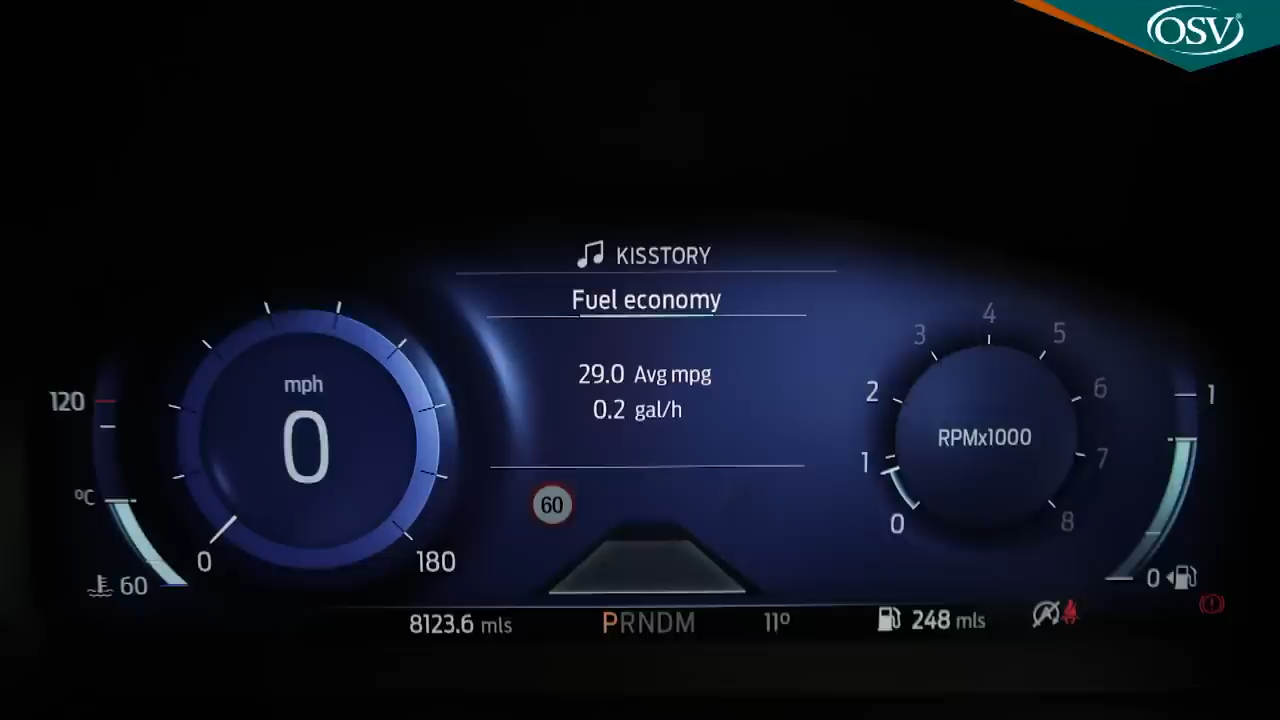 OSV
KISSTORY
Fuel economy
29.0 Avg mpg
0.2 gal/h
mph
0
0
180
120
°C
60
60
RPMx1000
0
1
2
3
4
5
6
7
8
1
0
8123.6 mls
PRNDM
11°
248 mls